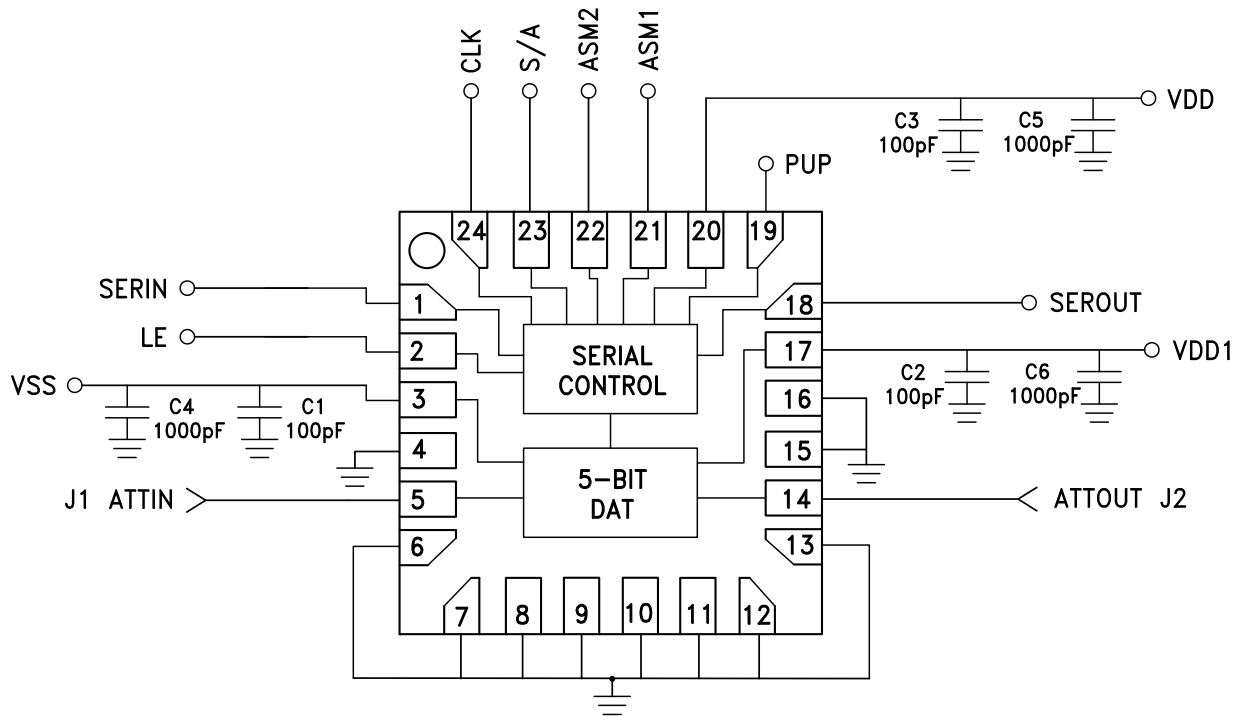 CLK
S/A
ASM2
ASM1
VDD
C3
100pF
C5
1000pF
PUP
24
23
22
21
20
19
SERIN
1
18
SEROUT
LE
2
SERIAL
CONTROL
17
VDD1
VSS
C4
1000pF
C1
100pF
3
16
C2
100pF
C6
1000pF
4
15
J1 ATTIN
5
5-BIT
DAT
14
ATTOUT J2
6
13
7
8
9
10
11
12